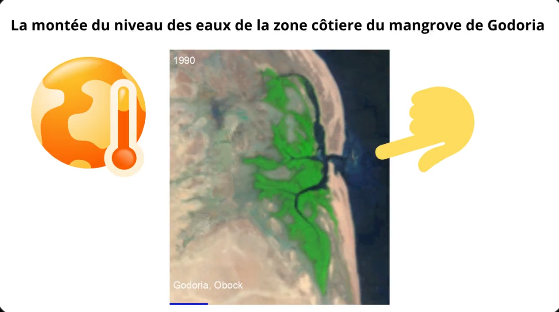 La montée du niveau des eaux de la zone côtiere du mangrove de Godoria
1990
Godoria, Obock